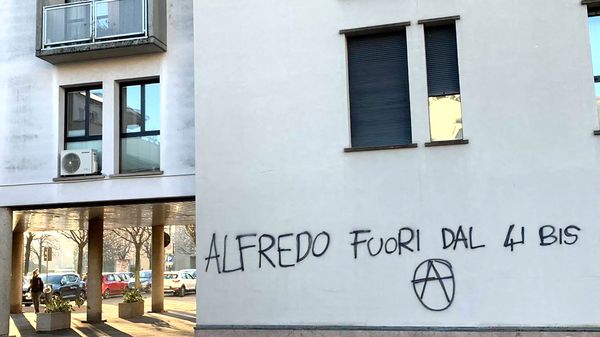 ALFREDO FUORI DAL 41 BIS
A